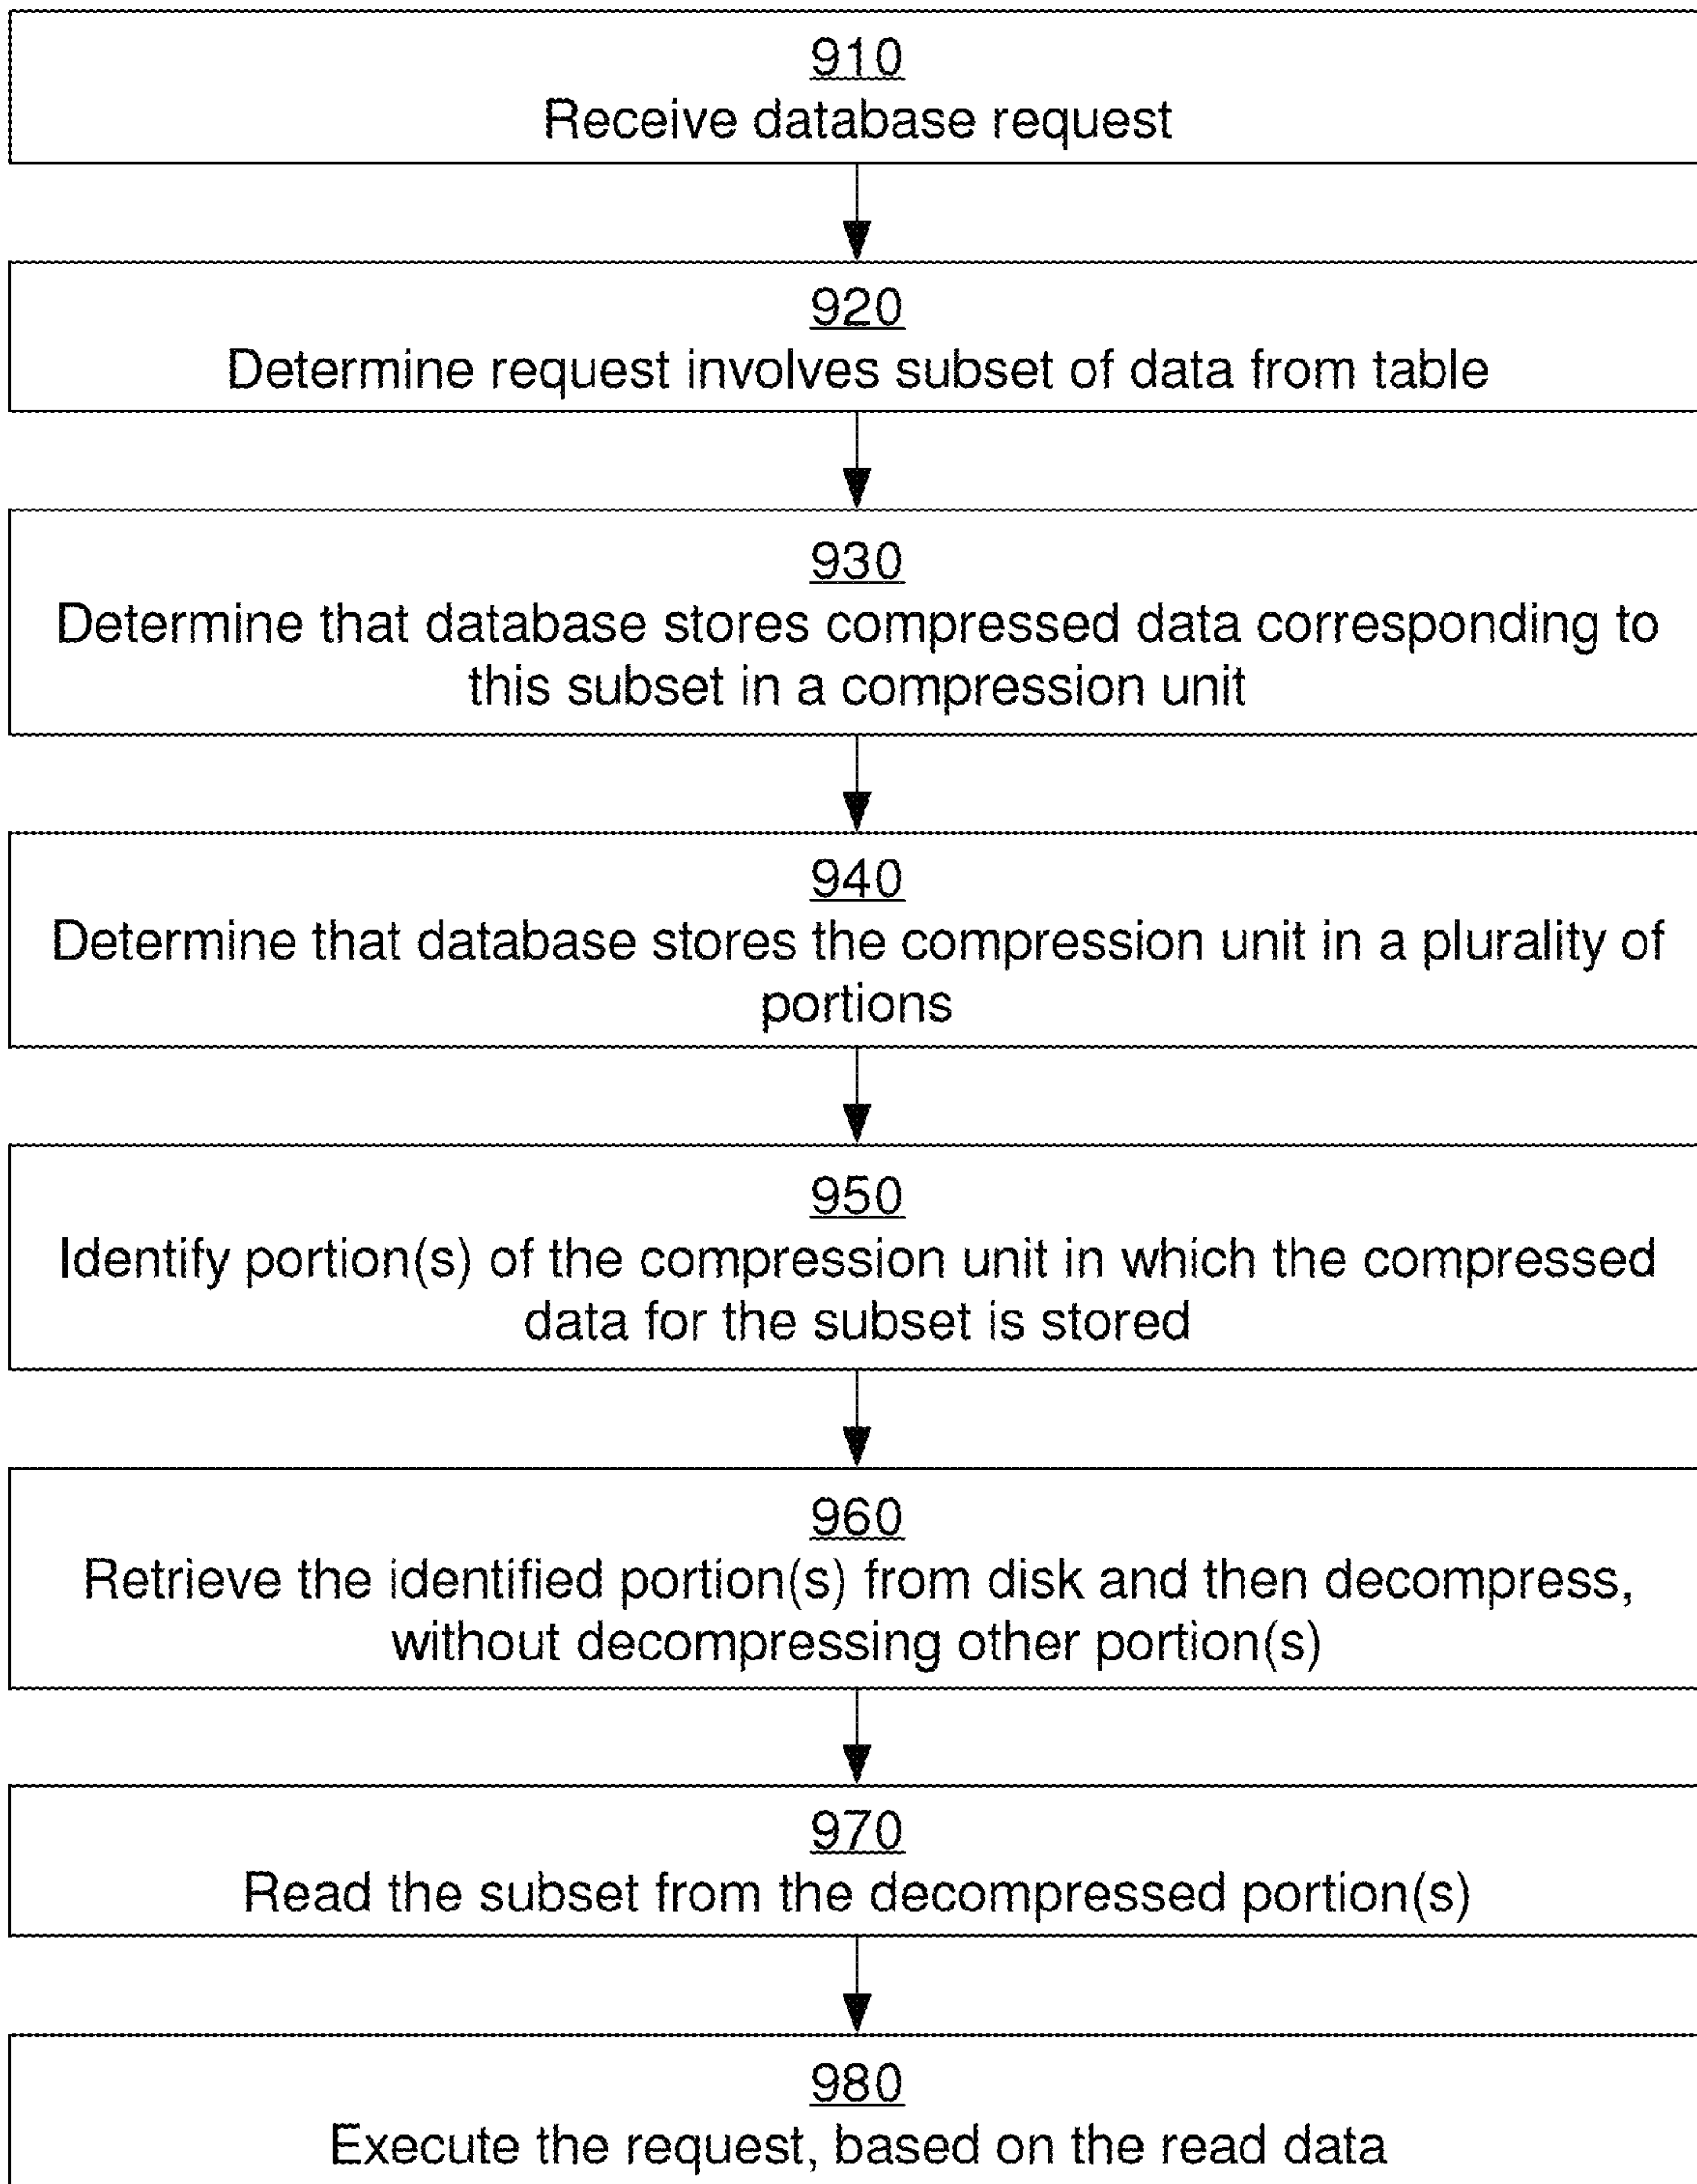 910
Receive database request
920
Determine request involves subset of data from table
930
Determine that database stores compressed data corresponding to
this subset in a compression unit
940
Determine that database stores the compression unit in a plurality of
portions
950
Identify portion(s) of the compression unit in which the compressed
data for the subset is stored
960
Retrieve the identified portion(s) from disk and then decompress,
without decompressing other portion(s)
970
Read the subset from the decompressed portion(s)
980
Execute the request, based on the read data